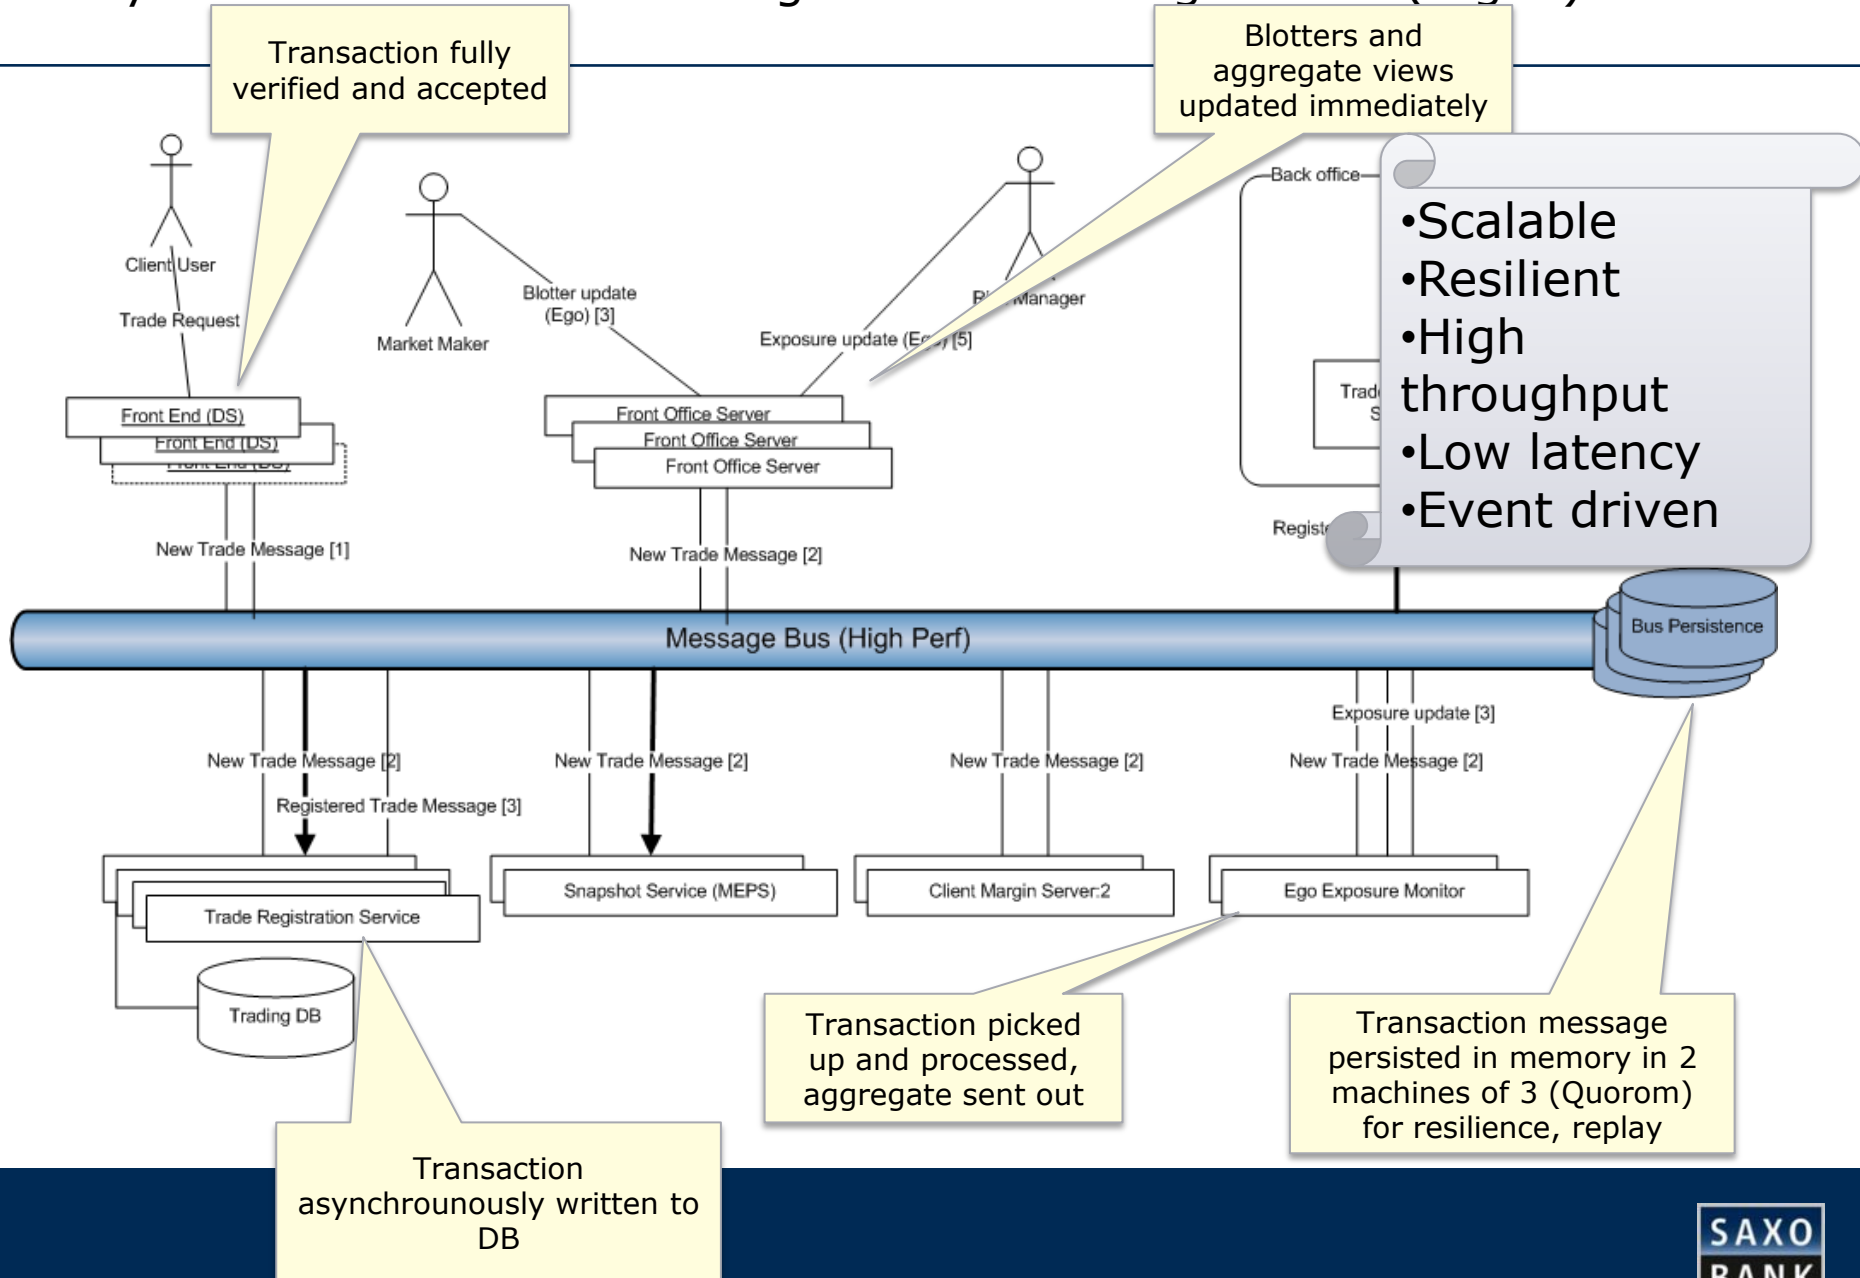 Transaction fully
verified and accepted
Blotters and
aggregate views
updated immediately
Back office
•Scalable
•Resilient
•High
throughput
•Low latency
•Event driven
Client User
Trade Request
Market Maker
Blotter update
(Ego) [3]
Manager
Exposure update (Ego) [5]
Front End (DS)
Front End (DS)
Front End (DS)
Front Office Server
Front Office Server
Front Office Server
New Trade Message [1]
New Trade Message [2]
Message Bus (High Perf)
Bus Persistence
New Trade Message [2]
Registered Trade Message [3]
New Trade Message [2]
New Trade Message [2]
Exposure update [3]
New Trade Message [2]
Trade Registration Service
Snapshot Service (MEPS)
Client Margin Server:2
Ego Exposure Monitor
Trading DB
Transaction picked
up and processed,
aggregate sent out
Transaction message
persisted in memory in 2
machines of 3 (Quorom)
for resilience, replay
Transaction
asynchrounously written to
DB
SAXO
BANK